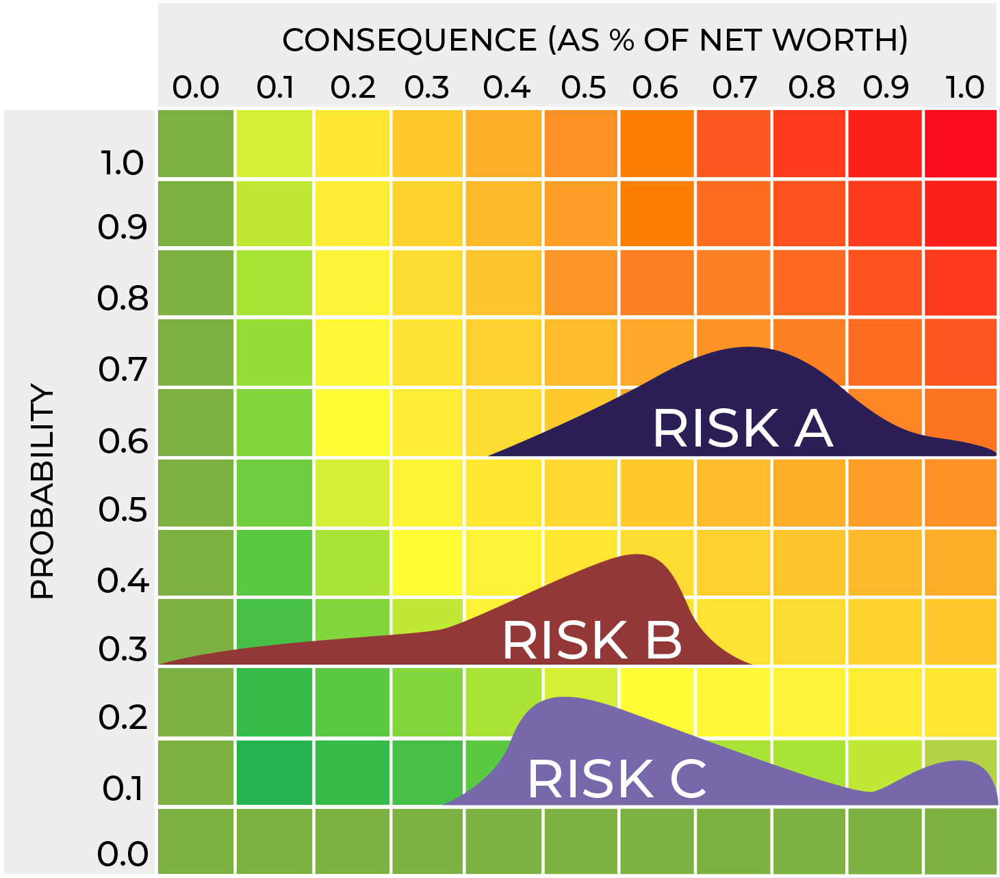 CONSEQUENCE (AS % OF NET WORTH)
0.0 0.1 0.2 0.3 0.4 0.5 0.6 0.7 0.8 0.9 1.0
PROBABILITY
1.0
0.9
0.8
0.7
0.6
RISK A
0.5
0.4
0.3
RISK B
0.2
0.1
RISK C
0.0